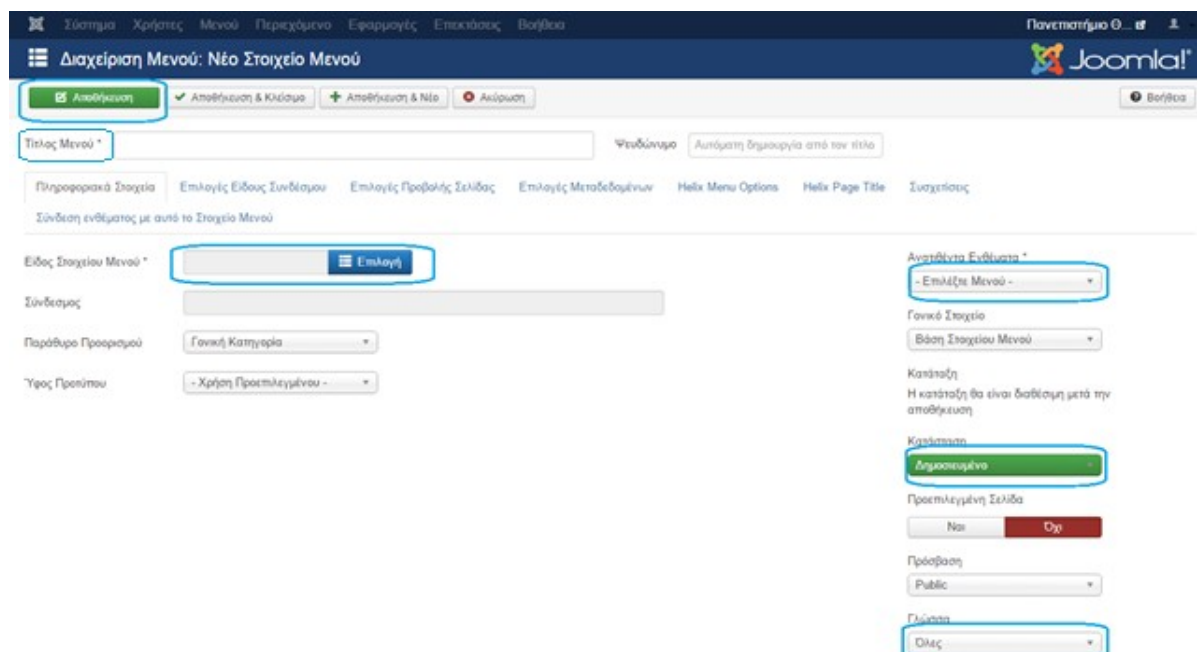 Σύστημα Χρήστες Μενού Περιεχόμενο Εφαρμογές Επεκτάσεις Βοήθεια Πανεπιστήμιο Θ...
Διαχείριση Μενού: Νέο Στοιχείο Μενού Joomla!
Αποθήκευση Αποθήκευση & Κλείσιμο Αποθήκευση & Νέο Ακύρωση Βοήθεια
Τίτλος Μενού * Ψευδώνυμο Αυτόματη δημιουργία από τον τίτλο
Πληροφοριακά Στοιχεία Επιλογές Είδους Συνδέσμου Επιλογές Προβολής Σελίδας Επιλογές Μεταδεδομένων Helix Menu Options Helix Page Title Συσχετίσεις
Σύνδεση ενθέματος με αυτό το Στοιχείο Μενού
Είδος Στοιχείου Μενού * Επιλογή
Σύνδεσμος
Παράθυρο Προορισμού Γονική Κατηγορία
Ύφος Προτύπου - Χρήση Προεπιλεγμένου -
Ανατιθέντα Ενθέματα *
- Επιλέξτε Μενού -
Γονικό Στοιχείο
Βάση Στοιχείου Μενού
Κατάταξη
Η κατάταξη θα είναι διαθέσιμη μετά την
αποθήκευση
Κατάσταση
Δημοσιευμένο
Προεπιλεγμένη Σελίδα
Ναι Όχι
Πρόσβαση
Public
Γλώσσα
Όλες